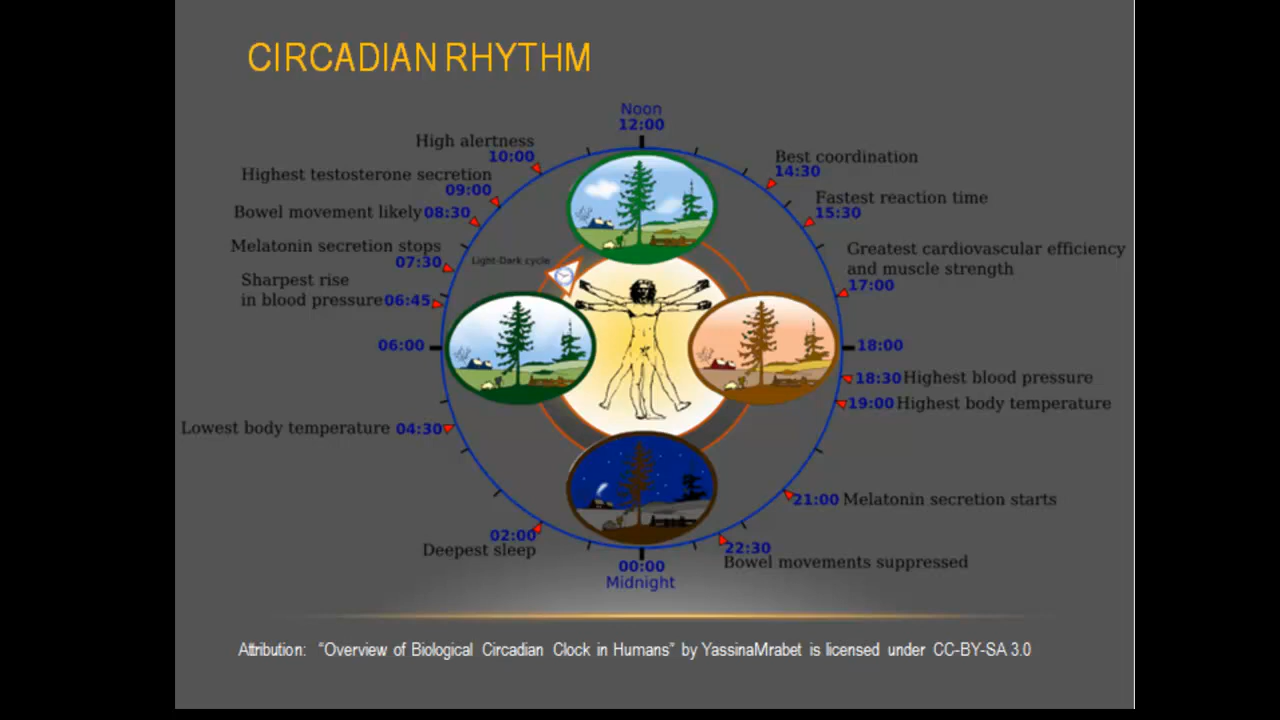 CIRCADIAN RHYTHM
Noon
12:00
High alertness
10:00
Highest testosterone secretion
09:00
Bowel movement likely 08:30
Melatonin secretion stops
07:30
Sharpest rise
in blood pressure 06:45
06:00
Lowest body temperature 04:30
02:00
Deepest sleep
00:00
Midnight
Light-Dark cycle
Best coordination
14:30
Fastest reaction time
15:30
Greatest cardiovascular efficiency
and muscle strength
17:00
18:00
18:30 Highest blood pressure
19:00 Highest body temperature
21:00 Melatonin secretion starts
22:30
Bowel movements suppressed
Attribution: “Overview of Biological Circadian Clock in Humans” by YassinaMrabet is licensed under CC-BY-SA 3.0